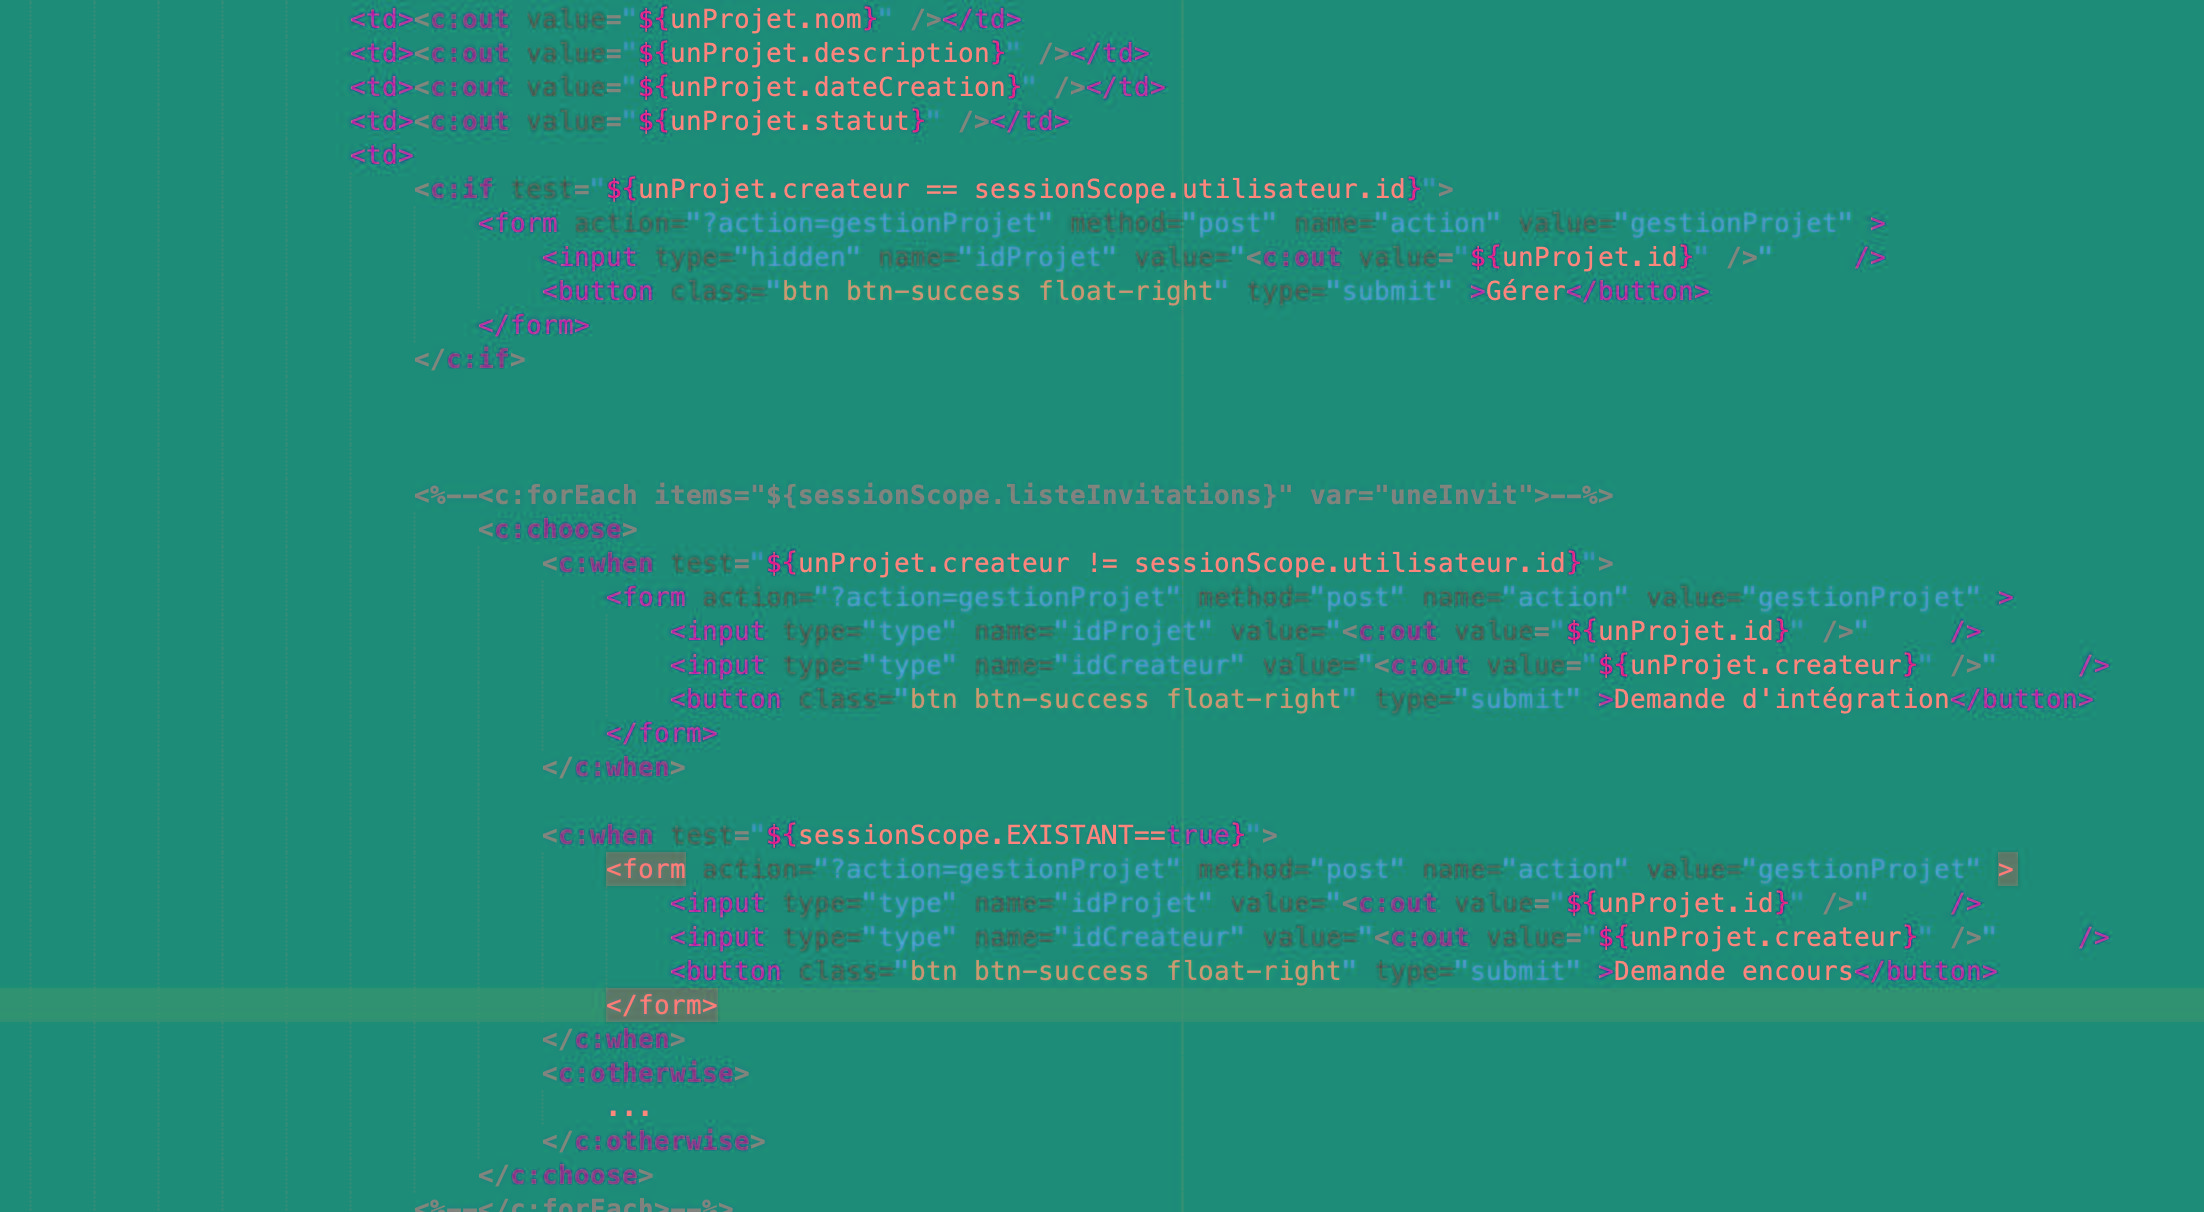 <td><c:out value="${unProjet.nom}" /></td>
<td><c:out value="${unProjet.description}" /></td>
<td><c:out value="${unProjet.dateCreation}" /></td>
<td><c:out value="${unProjet.statut}" /></td>
<td>
<c:if test="${unProjet.createur == sessionScope.utilisateur.id}">
<form action="?action=gestionProjet" method="post" name="action" value="gestionProjet" >
<input type="hidden" name="idProjet" value="<c:out value="${unProjet.id}" />" />
<button class="btn btn-success float-right" type="submit" >Gérer</button>
</form>
</c:if>
<%--<c:forEach items="${sessionScope.listeInvitations}" var="uneInvit">--%>
<c:choose>
<c:when test="${unProjet.createur != sessionScope.utilisateur.id}">
<form action="?action=gestionProjet" method="post" name="action" value="gestionProjet" >
<input type="type" name="idProjet" value="<c:out value="${unProjet.id}" />" />
<input type="type" name="idCreateur" value="<c:out value="${unProjet.createur}" />" />
<button class="btn btn-success float-right" type="submit" >Demande d'intégration</button>
</form>
</c:when>
<c:when test="${sessionScope.EXISTANT==true}">
<form action="?action=gestionProjet" method="post" name="action" value="gestionProjet" >
<input type="type" name="idProjet" value="<c:out value="${unProjet.id}" />" />
<input type="type" name="idCreateur" value="<c:out value="${unProjet.createur}" />" />
<button class="btn btn-success float-right" type="submit" >Demande encours</button>
</form>
</c:when>
<c:otherwise>
...
</c:otherwise>
</c:choose>
<%--</c:forEach>--%>